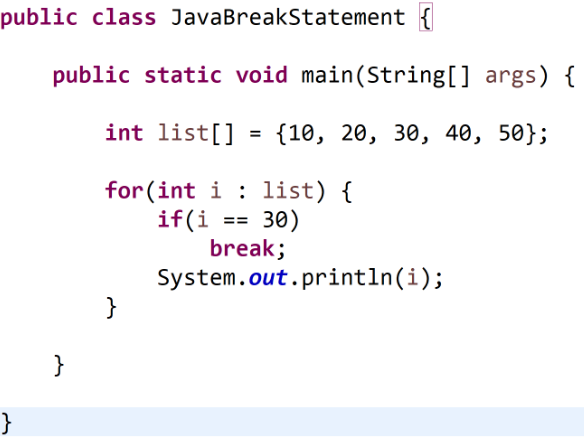 public class JavaBreakStatement {
public static void main(String[] args) {
int list[] = {10, 20, 30, 40, 50};
for(int i : list) {
if(i == 30)
break;
System.out.println(i);
}
}
}